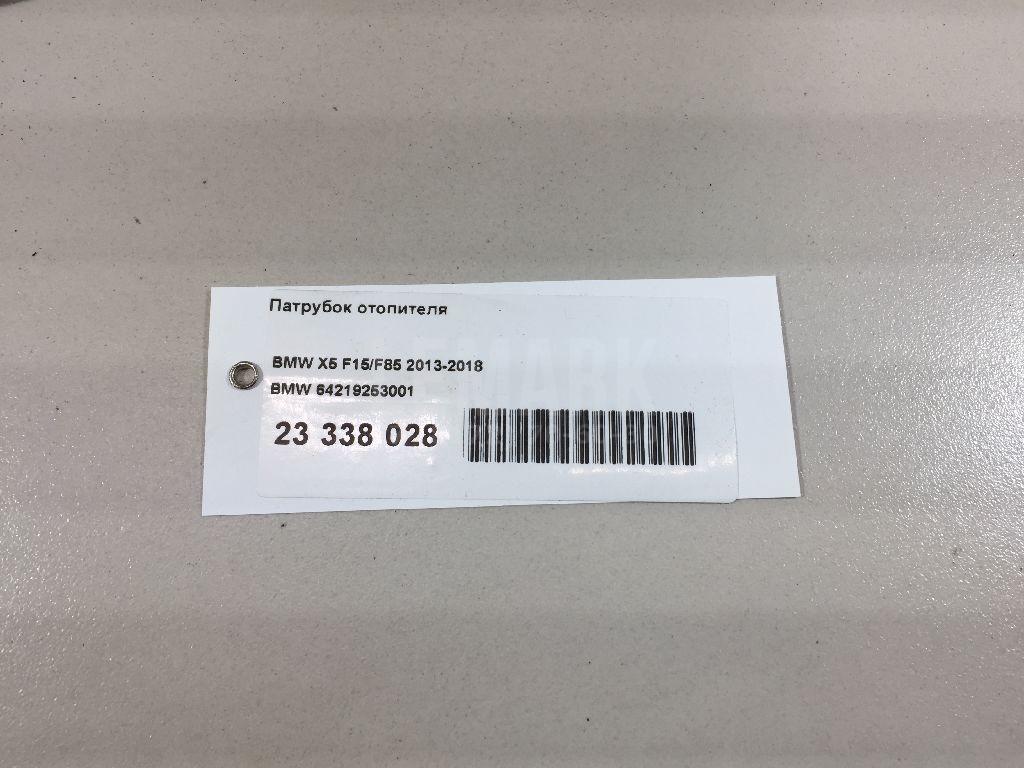 Патрубок отопителя
BMW X5 F15/F85 2013-2018
BMW 64219253001
23 338 028